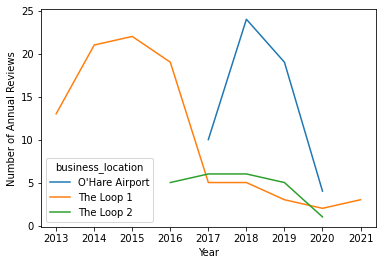 25
20
15
10
5
0
Number of Annual Reviews
business_location
O'Hare Airport
The Loop 1
The Loop 2
2013 2014 2015 2016 2017 2018 2019 2020 2021
Year